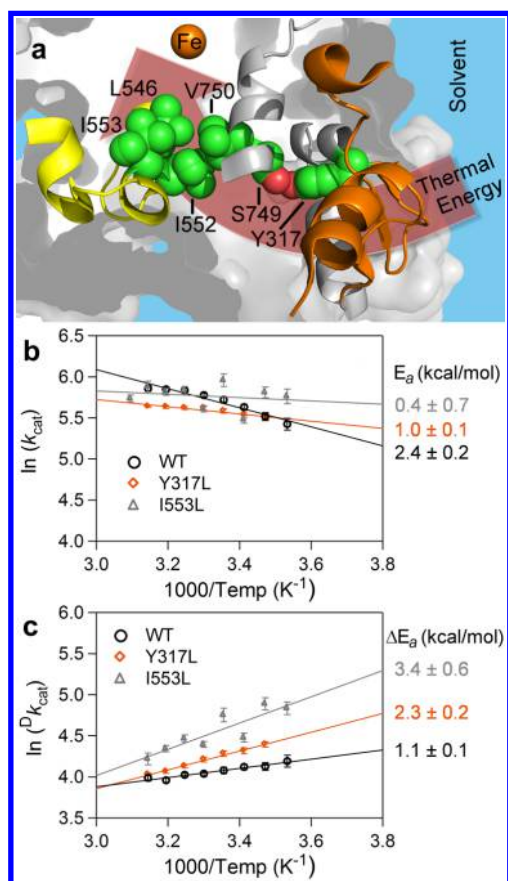 a
Fe
L546
V750
I553
I552
S749
Y317
Solvent
Thermal
Energy
b
6.5
6.0
5.5
5.0
4.5
4.0
ln (kcat)
WT
Y317L
I553L
3.0 3.2 3.4 3.6 3.8
1000/Temp (K⁻¹)
Ea (kcal/mol)
0.4 ± 0.7
1.0 ± 0.1
2.4 ± 0.2
c
6.0
5.5
5.0
4.5
4.0
3.5
ln (ᴰkcat)
WT
Y317L
I553L
3.0 3.2 3.4 3.6 3.8
1000/Temp (K⁻¹)
ΔEa (kcal/mol)
3.4 ± 0.6
2.3 ± 0.2
1.1 ± 0.1